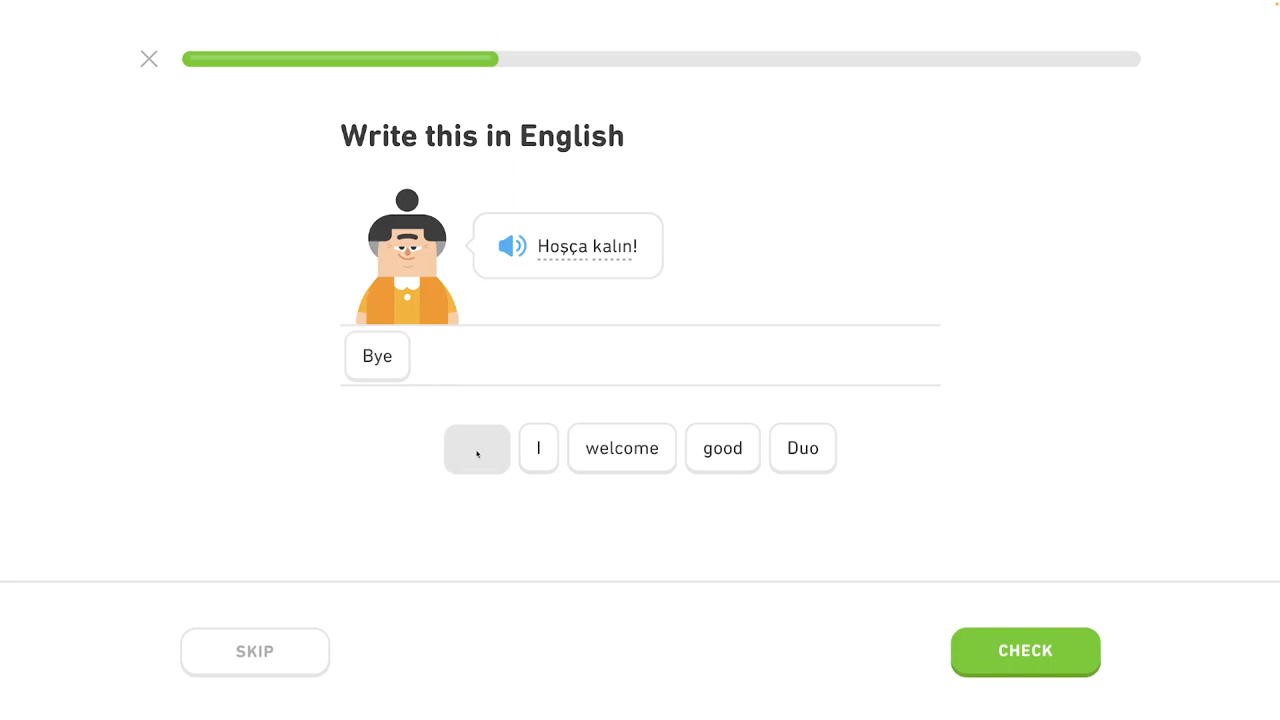 Write this in English
Hoşça kalın!
Bye
I welcome good Duo
SKIP CHECK